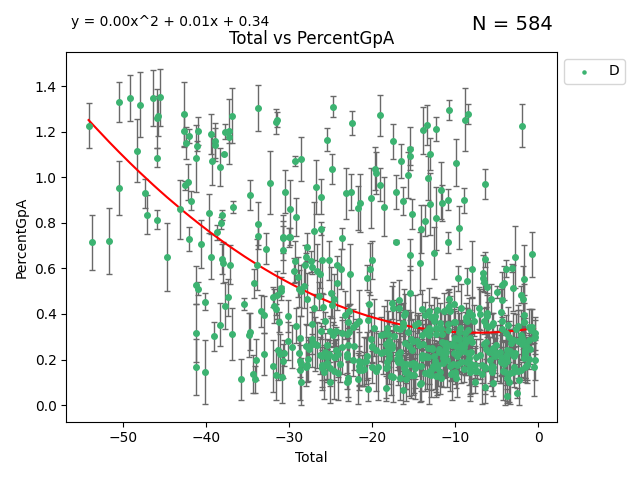 y = 0.00x^2 + 0.01x + 0.34
N = 584
Total vs PercentGpA
D
PercentGpA
1.4
1.2
1.0
0.8
0.6
0.4
0.2
0.0
−50
−40
−30
−20
−10
0
Total